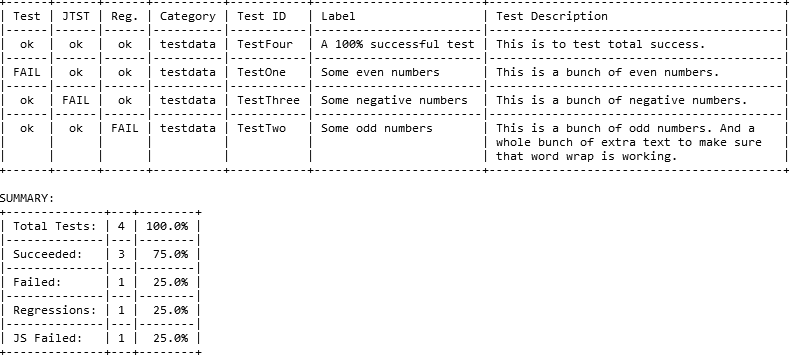 Test | JTST | Reg. | Category | Test ID | Label | Test Description
ok | ok | ok | testdata | TestFour | A 100% successful test | This is to test total success.
FAIL | ok | ok | testdata | TestOne | Some even numbers | This is a bunch of even numbers.
ok | FAIL | ok | testdata | TestThree | Some negative numbers | This is a bunch of negative numbers.
ok | ok | FAIL | testdata | TestTwo | Some odd numbers | This is a bunch of odd numbers. And a
whole bunch of extra text to make sure
that word wrap is working.
SUMMARY:
Total Tests: | 4 | 100.0%
Succeeded: | 3 | 75.0%
Failed: | 1 | 25.0%
Regressions: | 1 | 25.0%
JS Failed: | 1 | 25.0%